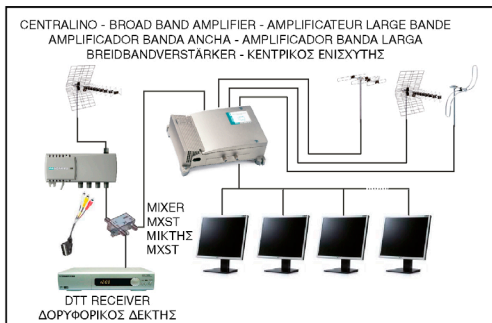 CENTRALINO - BROAD BAND AMPLIFIER - AMPLIFICATEUR LARGE BANDE
AMPLIFICADOR BANDA ANCHA - AMPLIFICADOR BANDA LARGA
BREIDBANDVERSTÄRKER - ΚΕΝΤΡΙΚΟΣ ΕΝΙΣΧΥΤΗΣ
MIXER
MXST
ΜΙΚΤΗΣ
MXST
DTT RECEIVER
ΔΟΡΥΦΟΡΙΚΟΣ ΔΕΚΤΗΣ